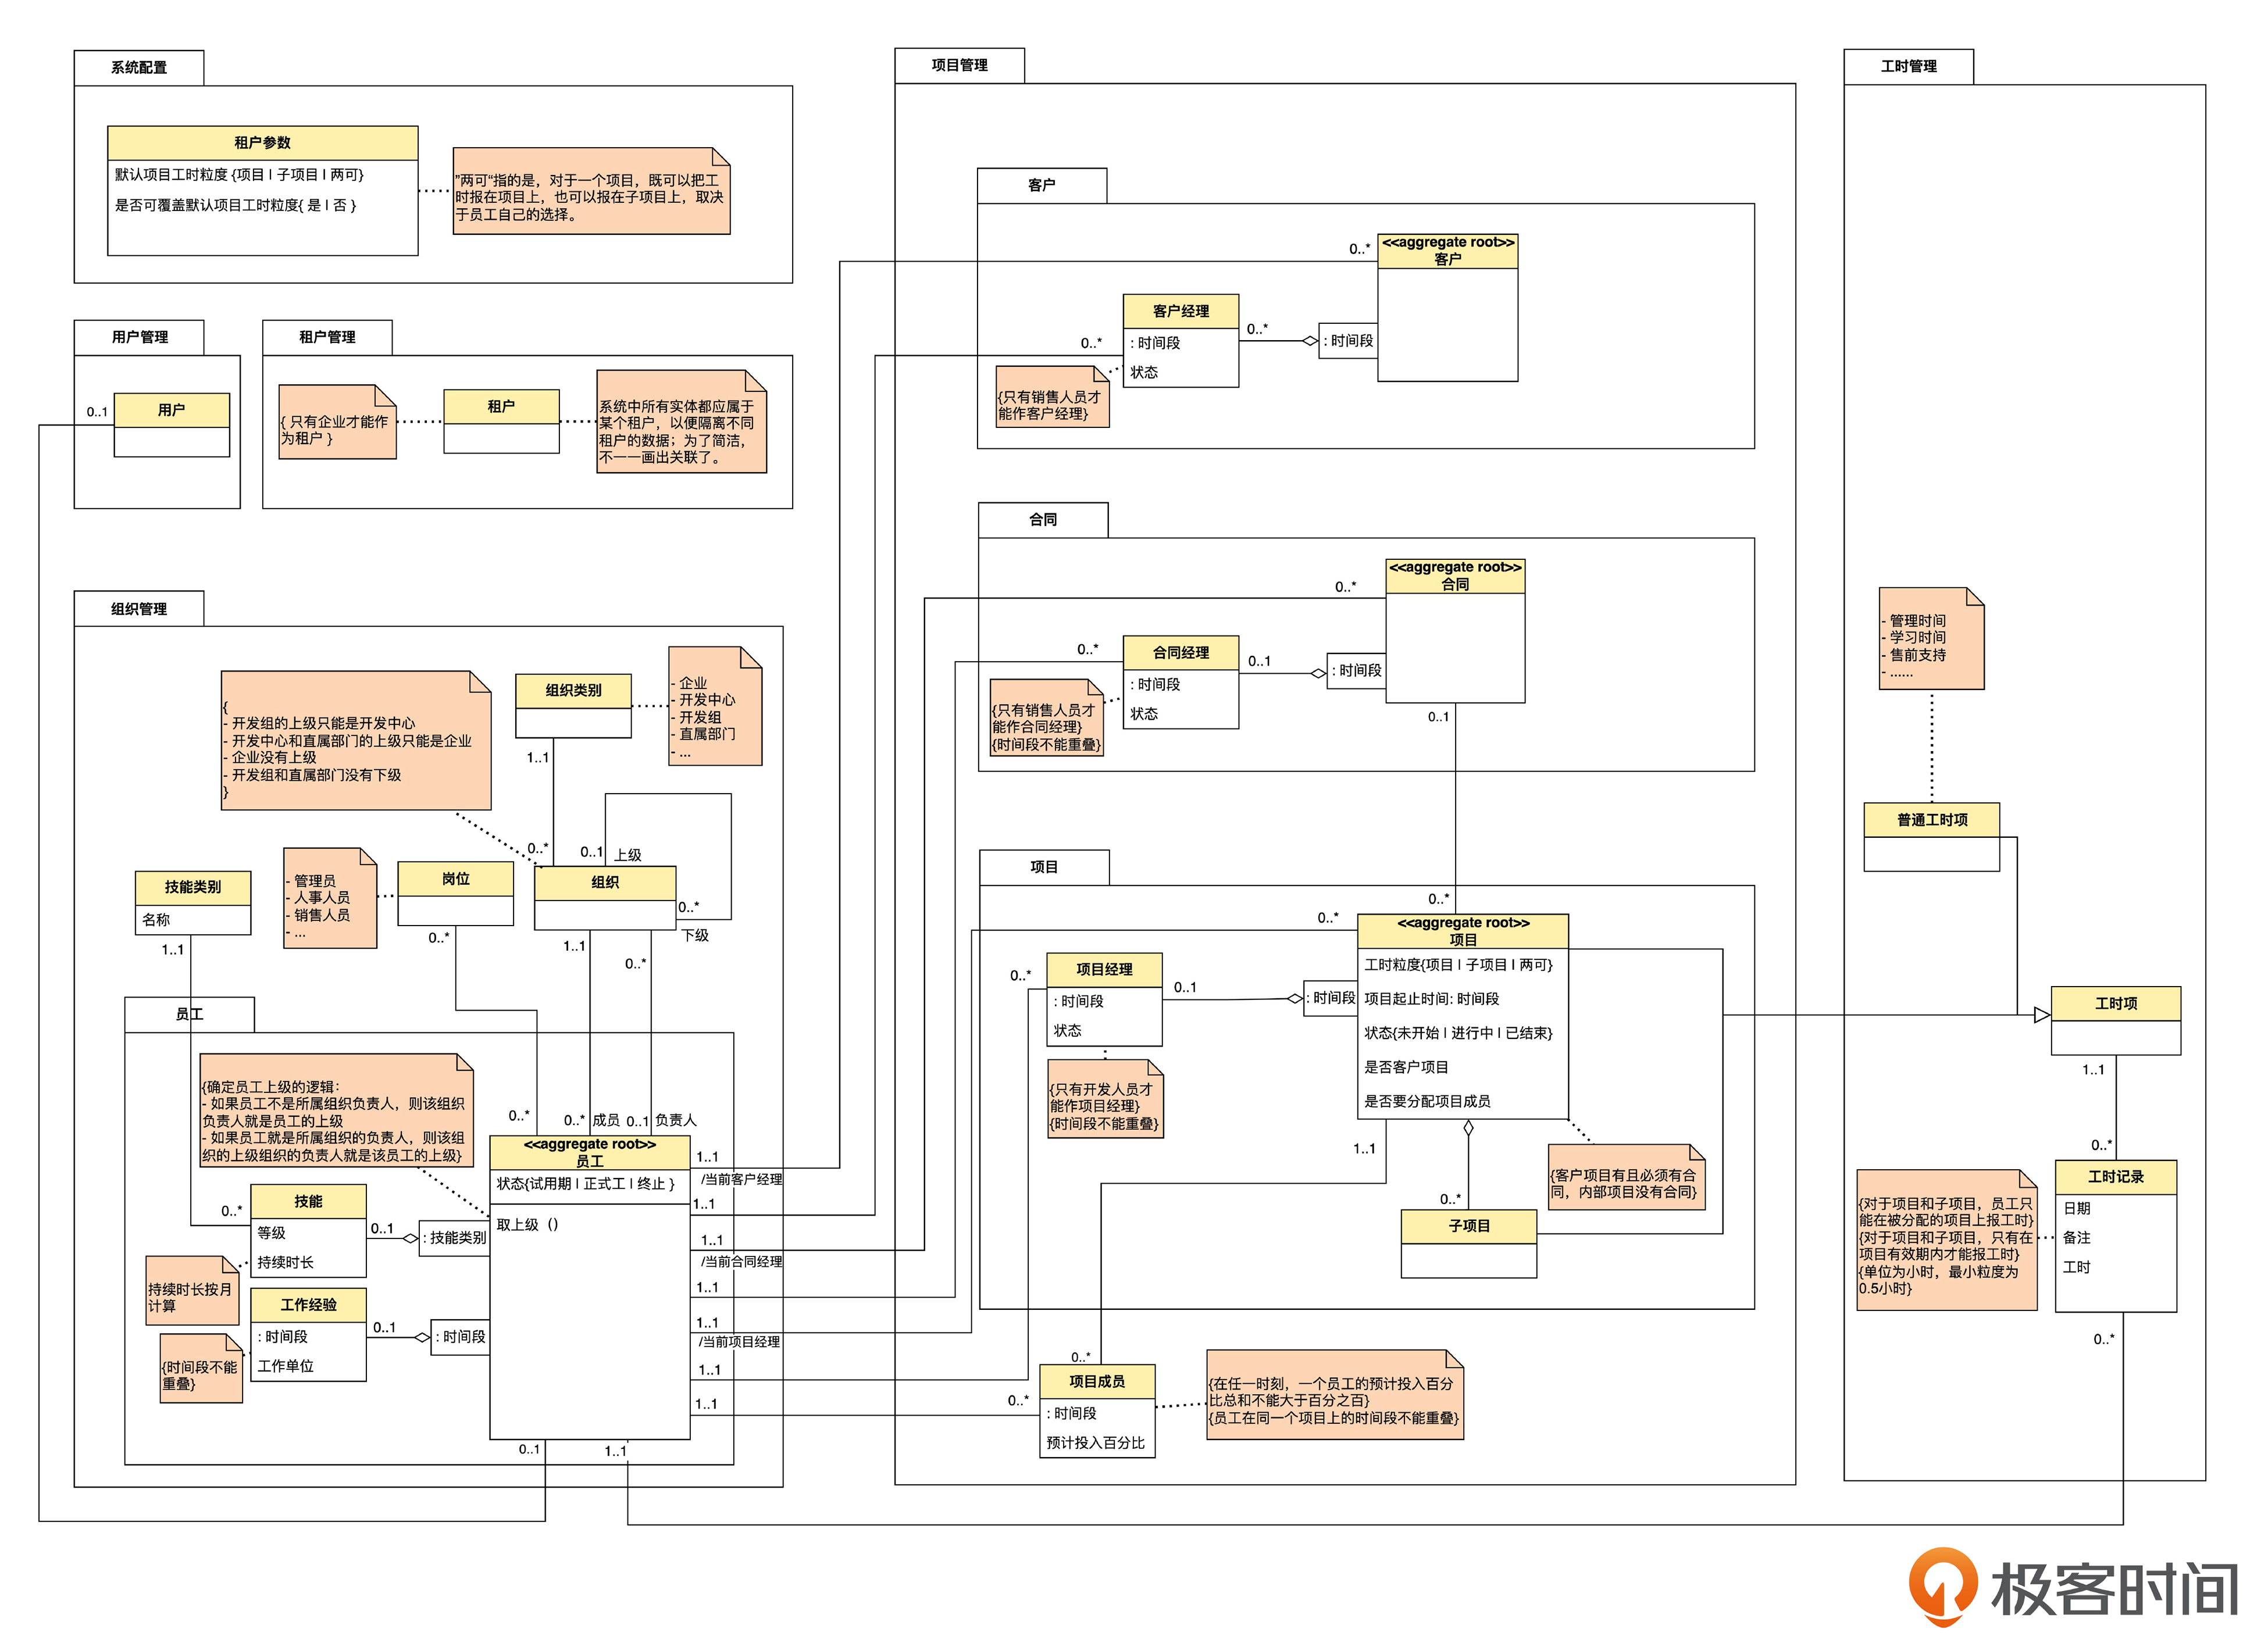 系统配置
租户参数
默认项目工时粒度 {项目 | 子项目 | 两可}
是否可覆盖默认项目工时粒度{ 是 | 否 }
”两可“指的是，对于一个项目，既可以把工
时报在项目上，也可以报在子项目上，取决
于员工自己的选择。
用户管理
0..1
用户
租户管理
{ 只有企业才能作
为租户 }
租户
系统中所有实体都应属于
某个租户，以便隔离不同
租户的数据；为了简洁，
不一一画出关联了。
组织管理
{
- 开发组的上级只能是开发中心
- 开发中心和直属部门的上级只能是企业
- 企业没有上级
- 开发组和直属部门没有下级
}
组织类别
- 企业
- 开发中心
- 开发组
- 直属部门
- ...
1..1
0..*
0..1
上级
技能类别
名称
1..1
- 管理员
- 人事人员
- 销售人员
- ...
岗位
0..*
组织
0..*
下级
1..1
0..*
员工
{确定员工上级的逻辑：
- 如果员工不是所属组织负责人，则该组织
负责人就是员工的上级
- 如果员工就是所属组织的负责人，则该组
织的上级组织的负责人就是该员工的上级}
0..*
0..*
成员
0..1
负责人
<<aggregate root>>
员工
状态{试用期 | 正式工 | 终止 }
取上级（）
0..*
技能
等级
持续时长
0..1
: 技能类别
持续时长按月
计算
工作经验
: 时间段
工作单位
0..1
: 时间段
{时间段不能
重叠}
1..1
/当前客户经理
1..1
1..1
/当前合同经理
1..1
1..1
/当前项目经理
1..1
1..1
0..1
1..1
项目管理
客户
0..*
<<aggregate root>>
客户
0..*
客户经理
: 时间段
状态
0..*
: 时间段
{只有销售人员才
能作客户经理}
合同
0..*
<<aggregate root>>
合同
0..*
合同经理
: 时间段
状态
0..1
: 时间段
{只有销售人员才
能作合同经理}
{时间段不能重叠}
0..1
项目
0..*
0..*
<<aggregate root>>
项目
工时粒度{项目 | 子项目 | 两可}
项目起止时间: 时间段
状态{未开始 | 进行中 | 已结束}
是否客户项目
是否要分配项目成员
0..*
项目经理
: 时间段
状态
0..1
: 时间段
{只有开发人员才
能作项目经理}
{时间段不能重叠}
1..1
0..*
{客户项目有且必须有合
同，内部项目没有合同}
子项目
0..*
0..*
项目成员
: 时间段
预计投入百分比
{在任一时刻，一个员工的预计投入百分
比总和不能大于百分之百}
{员工在同一个项目上的时间段不能重叠}
工时管理
- 管理时间
- 学习时间
- 售前支持
- ......
普通工时项
工时项
1..1
0..*
工时记录
日期
备注
工时
{对于项目和子项目，员工只
能在被分配的项目上报工时}
{对于项目和子项目，只有在
项目有效期内才能报工时}
{单位为小时，最小粒度为
0.5小时}
0..*
极客时间